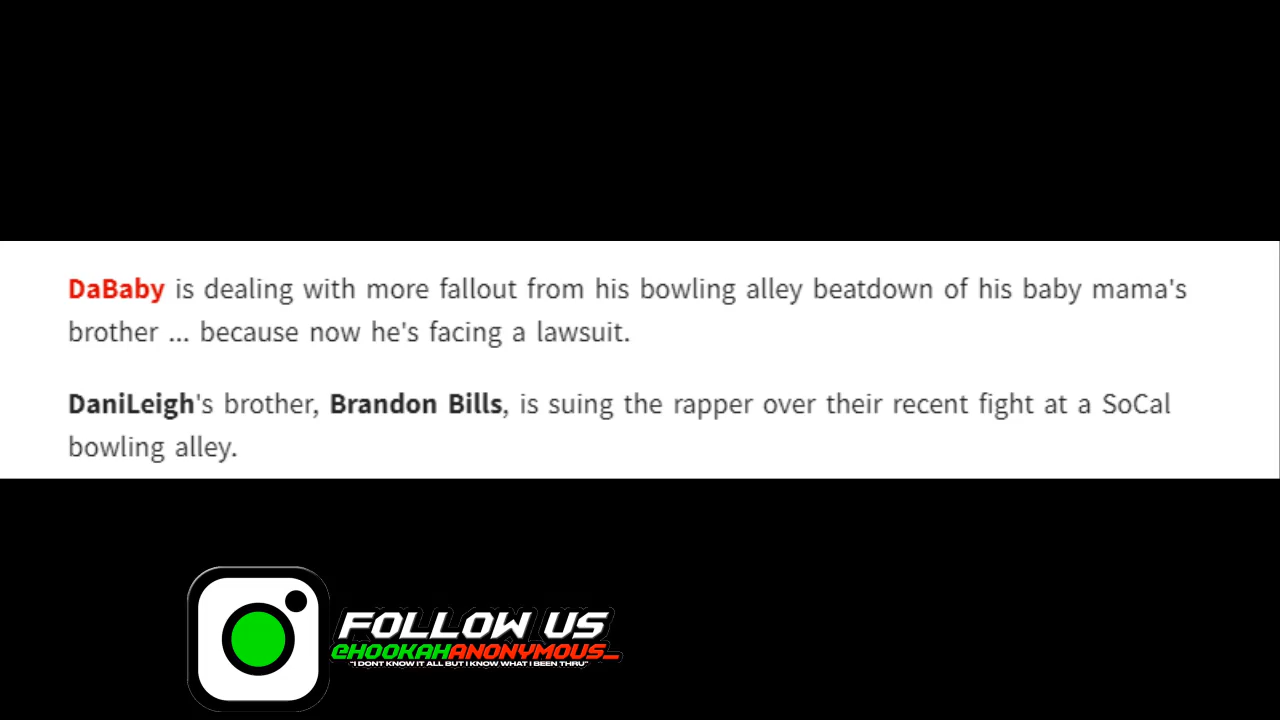 DaBaby is dealing with more fallout from his bowling alley beatdown of his baby mama's
brother ... because now he's facing a lawsuit.
DaniLeigh's brother, Brandon Bills, is suing the rapper over their recent fight at a SoCal
bowling alley.
FOLLOW US
@HOOKAHANONYMOUS_
"I DONT KNOW IT ALL BUT I KNOW WHAT I BEEN THRU"